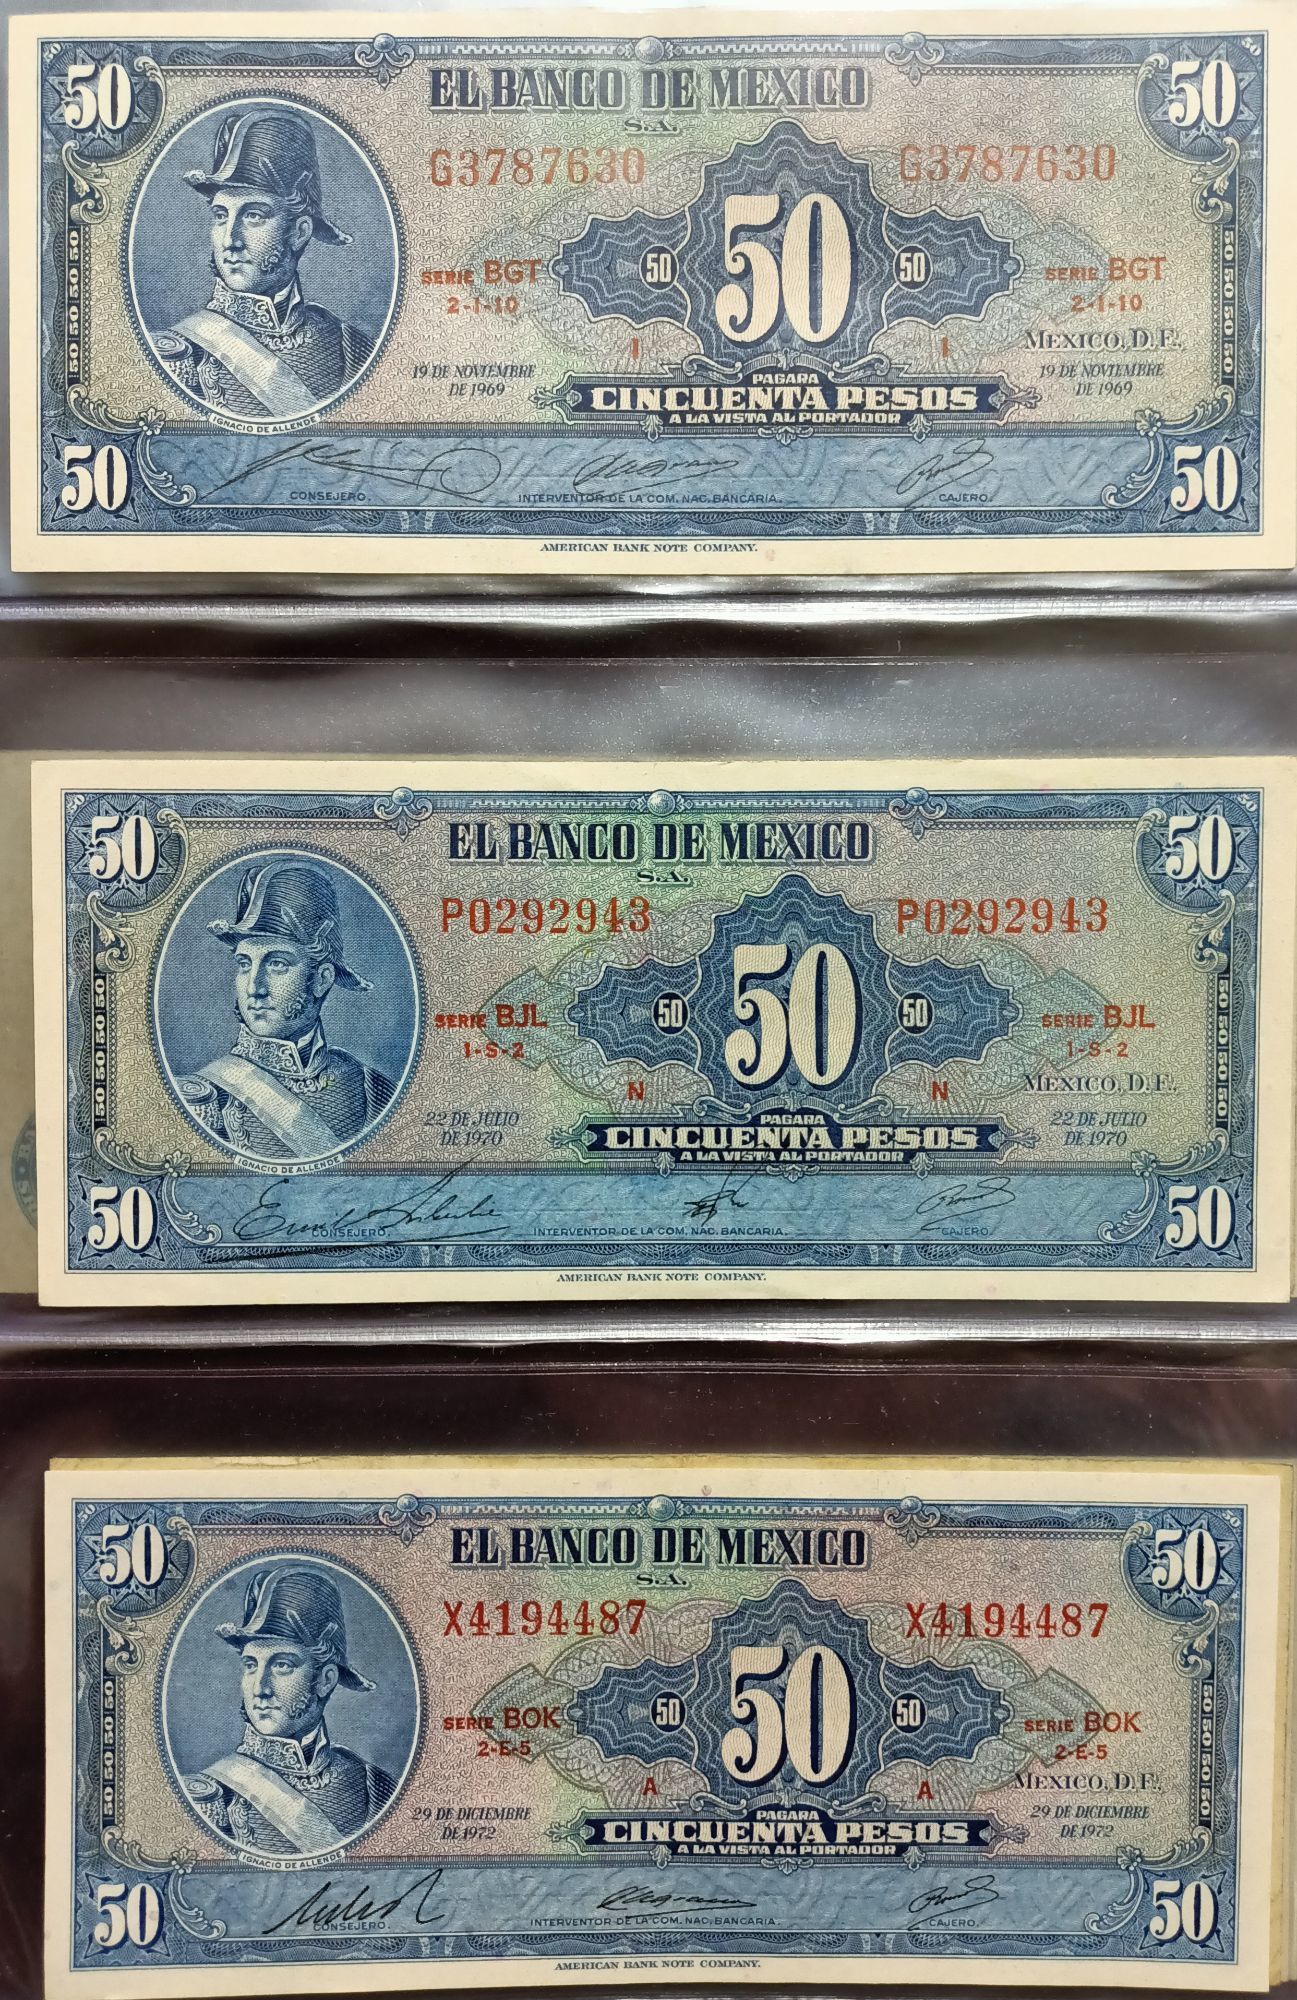 50 EL BANCO DE MEXICO 50
S.A.
G3787630 G3787630
50
50 50
SERIE BGT SERIE BGT
2-I-10 2-I-10
MEXICO, D.F.,
I I
19 DE NOVIEMBRE 19 DE NOVIEMBRE
DE 1969 DE 1969
PAGARA
CINCUENTA PESOS
A LA VISTA AL PORTADOR
IGNACIO DE ALLENDE
50 50
CONSEJERO. INTERVENTOR DE LA COM. NAC. BANCARIA. CAJERO.
AMERICAN BANK NOTE COMPANY.
50 EL BANCO DE MEXICO 50
S.A.
P0292943 P0292943
50
50 50
SERIE BJL SERIE BJL
1-S-2 1-S-2
MEXICO, D.F.,
N N
22 DE JULIO 22 DE JULIO
DE 1970 DE 1970
PAGARA
CINCUENTA PESOS
A LA VISTA AL PORTADOR
IGNACIO DE ALLENDE
50 50
CONSEJERO. INTERVENTOR DE LA COM. NAC. BANCARIA. CAJERO.
AMERICAN BANK NOTE COMPANY.
50 EL BANCO DE MEXICO 50
S.A.
X4194487 X4194487
50
50 50
SERIE BOK SERIE BOK
2-E-5 2-E-5
MEXICO, D.F.,
A A
29 DE DICIEMBRE 29 DE DICIEMBRE
DE 1972 DE 1972
PAGARA
CINCUENTA PESOS
A LA VISTA AL PORTADOR
IGNACIO DE ALLENDE
50 50
CONSEJERO. INTERVENTOR DE LA COM. NAC. BANCARIA. CAJERO.
AMERICAN BANK NOTE COMPANY.